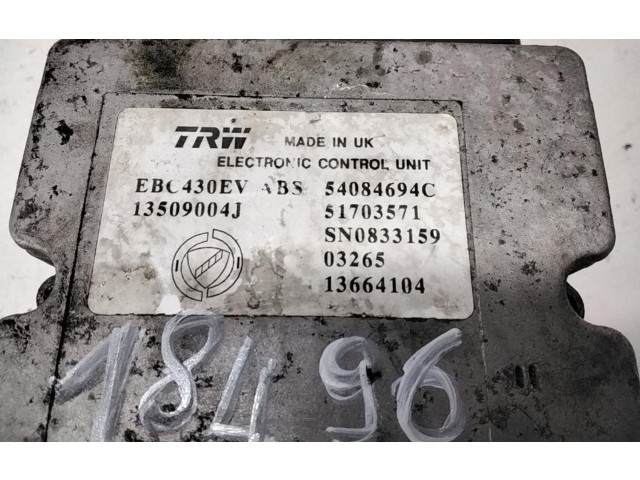 TRW MADE IN UK
ELECTRONIC CONTROL UNIT
EBC430EV ABS 54084694C
13509004J 51703571
SN0833159
03265
13664104
18496